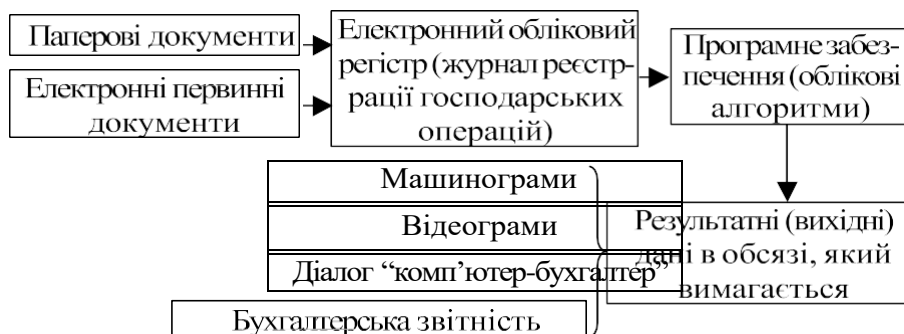 Паперові документи
Електронні первинні
документи
Електронний обліковий
регістр (журнал реєст-
рації господарських
операцій)
Програмне забез-
печення (облікові
алгоритми)
Машинограми
Відеограми
Діалог “комп’ютер-бухгалтер”
Бухгалтерська звітність
Результатні (вихідні)
дані в обсязі, який
вимагається